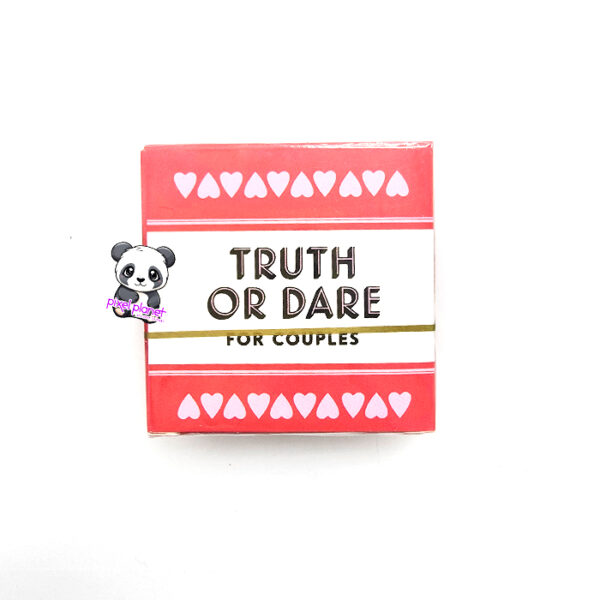 TRUTH
OR DARE
FOR COUPLES
pixel planet